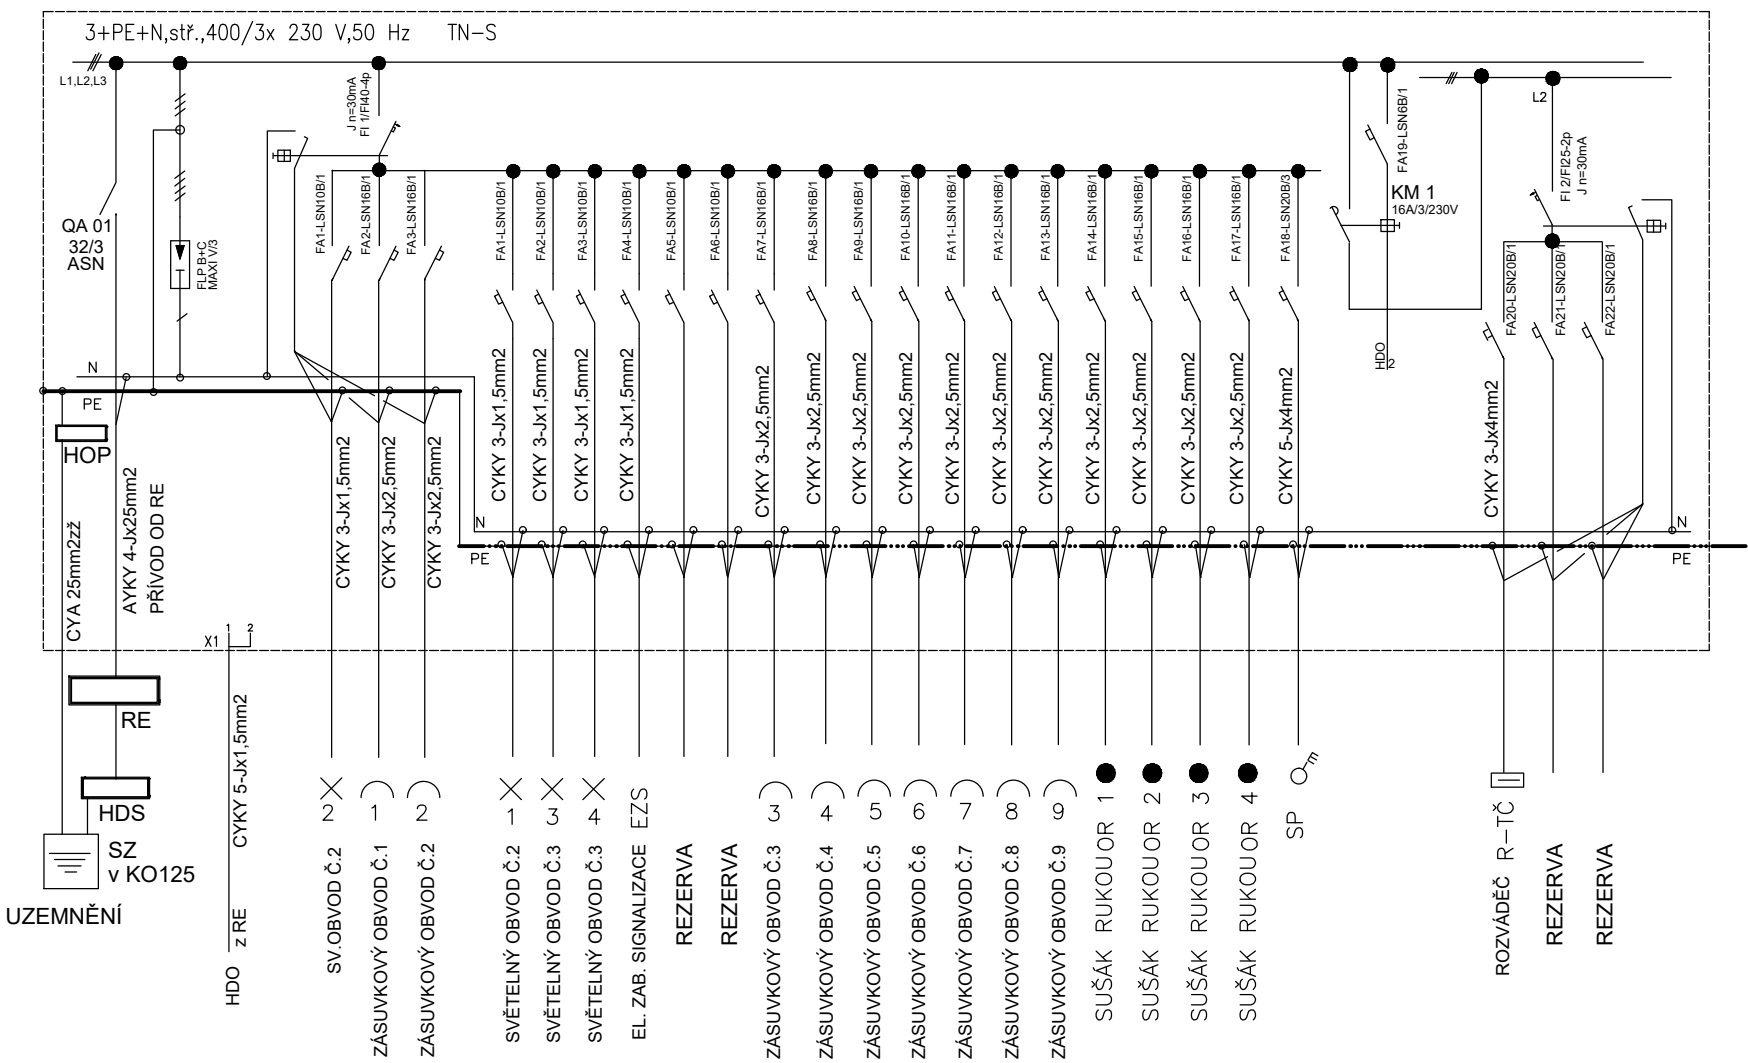 3+PE+N,stř.,400/3x 230 V,50 Hz TN-S
L1,L2,L3
J n=30mA
FI 1/FI40-4p
L2
FI 2/FI25-2p
J n=30mA
FA19-LSN6B/1
KM 1
16A/3/230V
HDO 2
QA 01
32/3
ASN
FLP B+C
MAXI V/3
FA1-LSN10B/1
FA2-LSN16B/1
FA3-LSN16B/1
FA1-LSN10B/1
FA2-LSN10B/1
FA3-LSN10B/1
FA4-LSN10B/1
FA5-LSN10B/1
FA6-LSN10B/1
FA7-LSN16B/1
FA8-LSN16B/1
FA9-LSN16B/1
FA10-LSN16B/1
FA11-LSN16B/1
FA12-LSN16B/1
FA13-LSN16B/1
FA14-LSN16B/1
FA15-LSN16B/1
FA16-LSN16B/1
FA17-LSN16B/1
FA18-LSN20B/3
FA20-LSN20B/1
FA21-LSN20B/1
FA22-LSN20B/1
N
PE
HOP
CYA 25mm2zž
AYKY 4-Jx25mm2
PŘÍVOD OD RE
CYKY 3-Jx1,5mm2
CYKY 3-Jx2,5mm2
CYKY 3-Jx2,5mm2
CYKY 3-Jx1,5mm2
CYKY 3-Jx1,5mm2
CYKY 3-Jx1,5mm2
CYKY 3-Jx1,5mm2
CYKY 3-Jx2,5mm2
CYKY 3-Jx2,5mm2
CYKY 3-Jx2,5mm2
CYKY 3-Jx2,5mm2
CYKY 3-Jx2,5mm2
CYKY 3-Jx2,5mm2
CYKY 3-Jx2,5mm2
CYKY 3-Jx2,5mm2
CYKY 3-Jx2,5mm2
CYKY 3-Jx2,5mm2
CYKY 3-Jx2,5mm2
CYKY 5-Jx4mm2
CYKY 3-Jx4mm2
N
PE
N
PE
X1 1 2
RE
HDS
SZ
v KO125
UZEMNĚNÍ
CYKY 5-Jx1,5mm2
z RE
HDO
2
SV.OBVOD Č.2
1
ZÁSUVKOVÝ OBVOD Č.1
2
ZÁSUVKOVÝ OBVOD Č.2
1
SVĚTELNÝ OBVOD Č.2
3
SVĚTELNÝ OBVOD Č.3
4
SVĚTELNÝ OBVOD Č.3
EL. ZAB. SIGNALIZACE EZS
REZERVA
REZERVA
3
ZÁSUVKOVÝ OBVOD Č.3
4
ZÁSUVKOVÝ OBVOD Č.4
5
ZÁSUVKOVÝ OBVOD Č.5
6
ZÁSUVKOVÝ OBVOD Č.6
7
ZÁSUVKOVÝ OBVOD Č.7
8
ZÁSUVKOVÝ OBVOD Č.8
9
ZÁSUVKOVÝ OBVOD Č.9
SUŠÁK RUKOU OR 1
SUŠÁK RUKOU OR 2
SUŠÁK RUKOU OR 3
SUŠÁK RUKOU OR 4
SP
ROZVÁDĚČ R-TČ
REZERVA
REZERVA